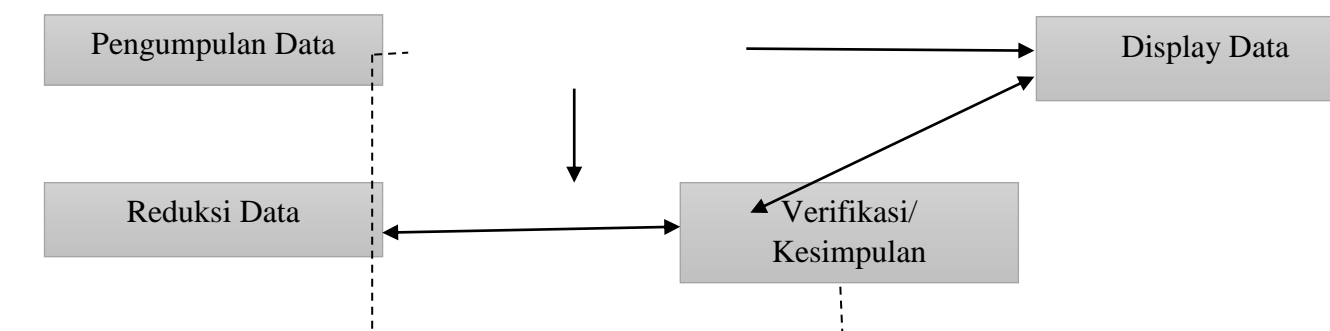 Pengumpulan Data
Display Data
Reduksi Data
Verifikasi/
Kesimpulan